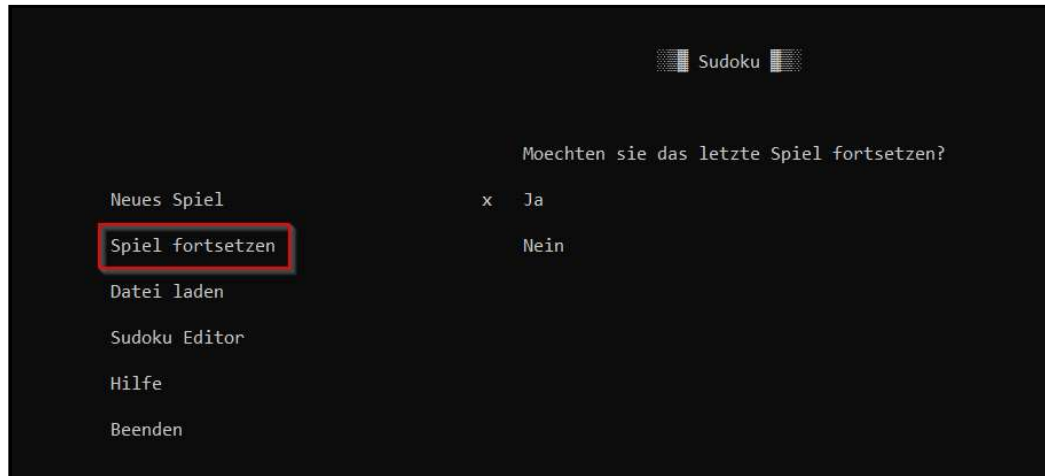 Sudoku
Moechten sie das letzte Spiel fortsetzen?
Neues Spiel
x Ja
Spiel fortsetzen
Nein
Datei laden
Sudoku Editor
Hilfe
Beenden